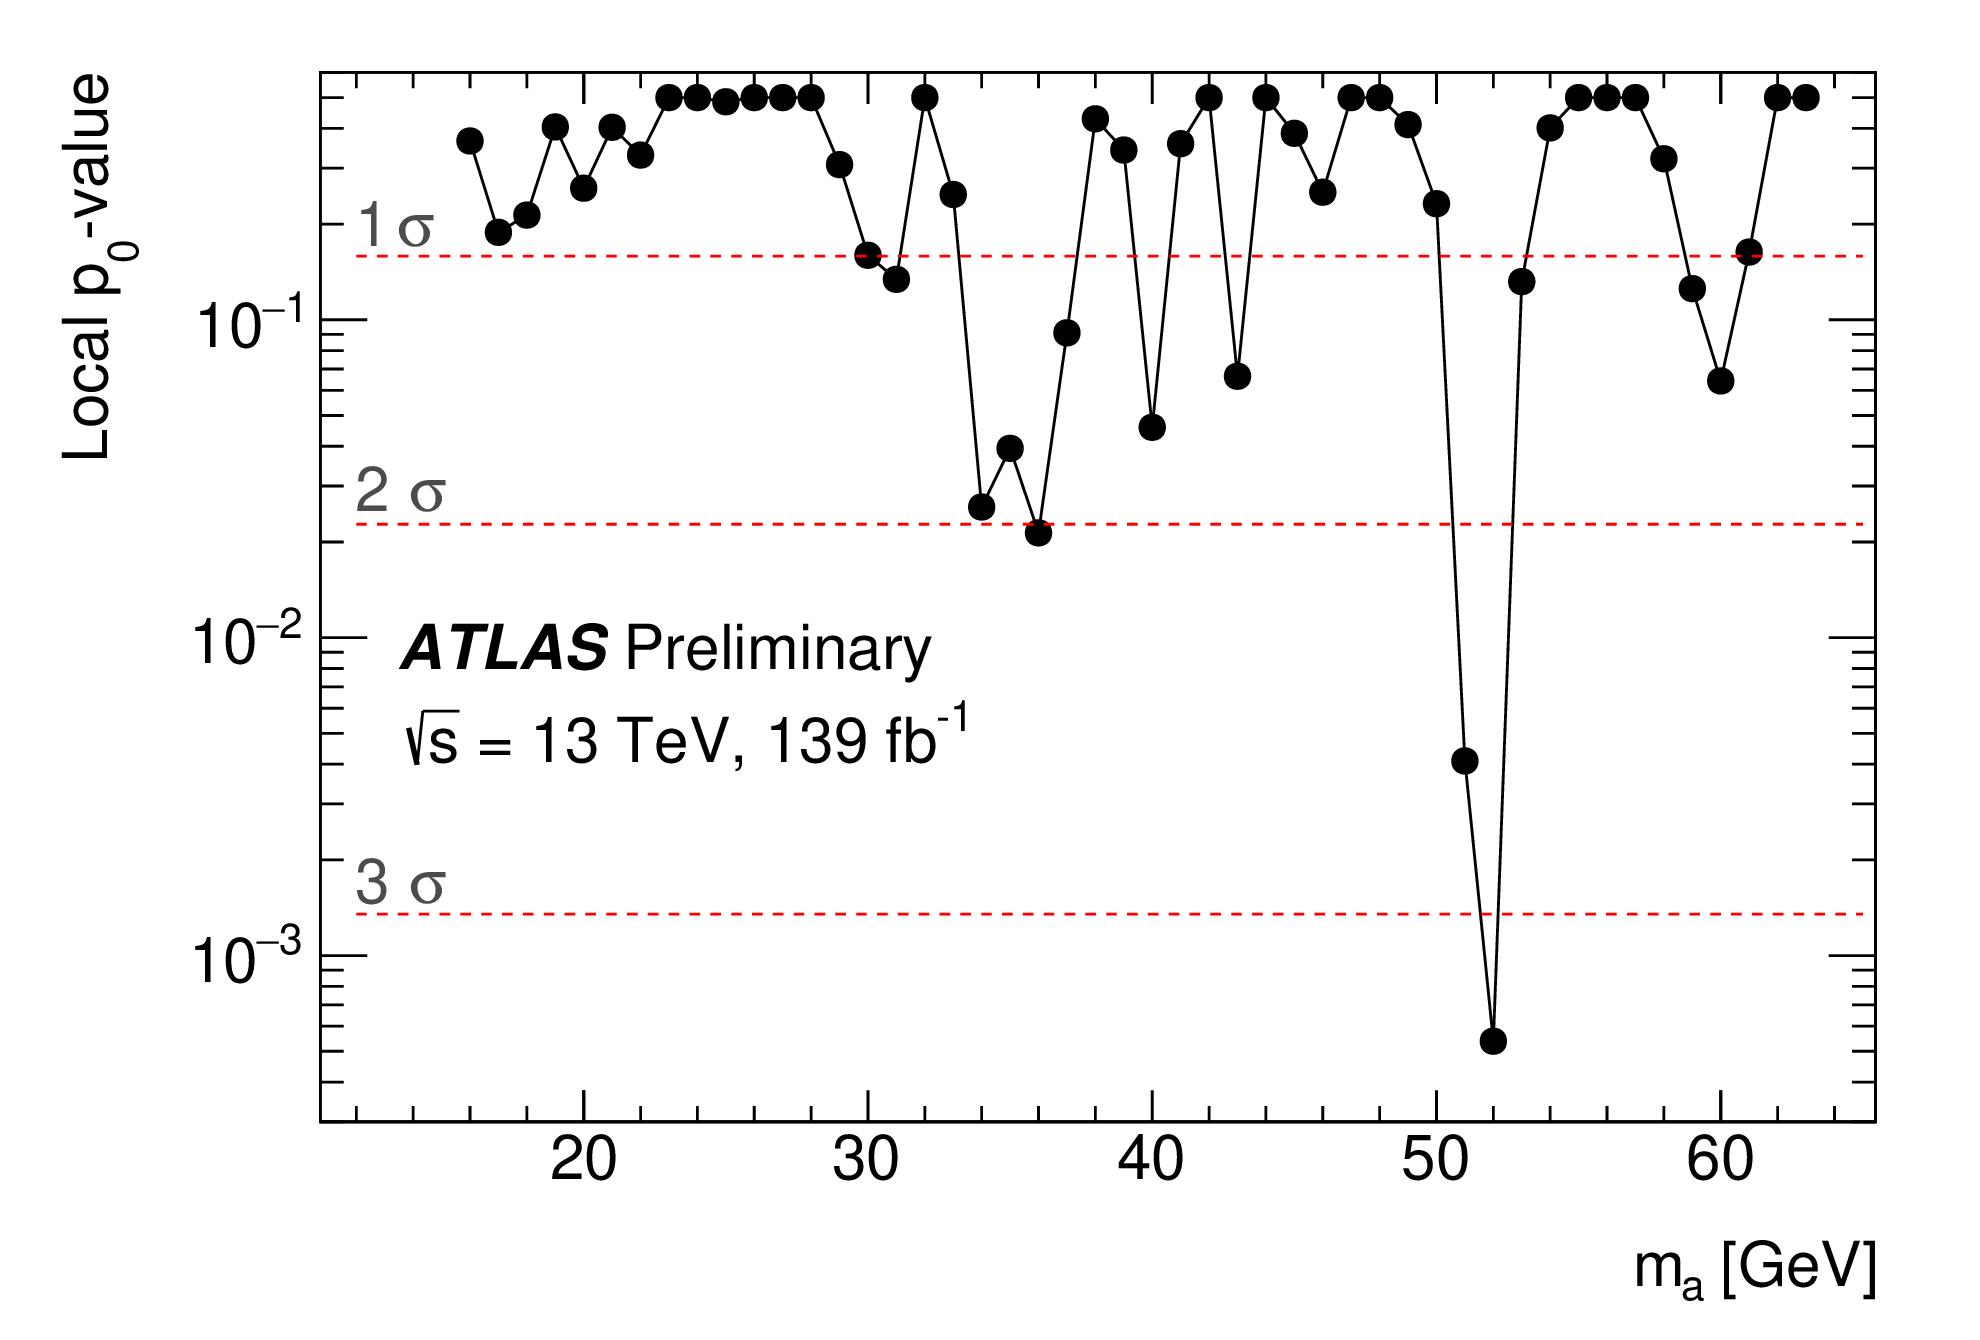 Local p₀-value
10⁻¹
10⁻²
10⁻³
1σ
2 σ
3 σ
ATLAS Preliminary
√s = 13 TeV, 139 fb⁻¹
20 30 40 50 60
mₐ [GeV]